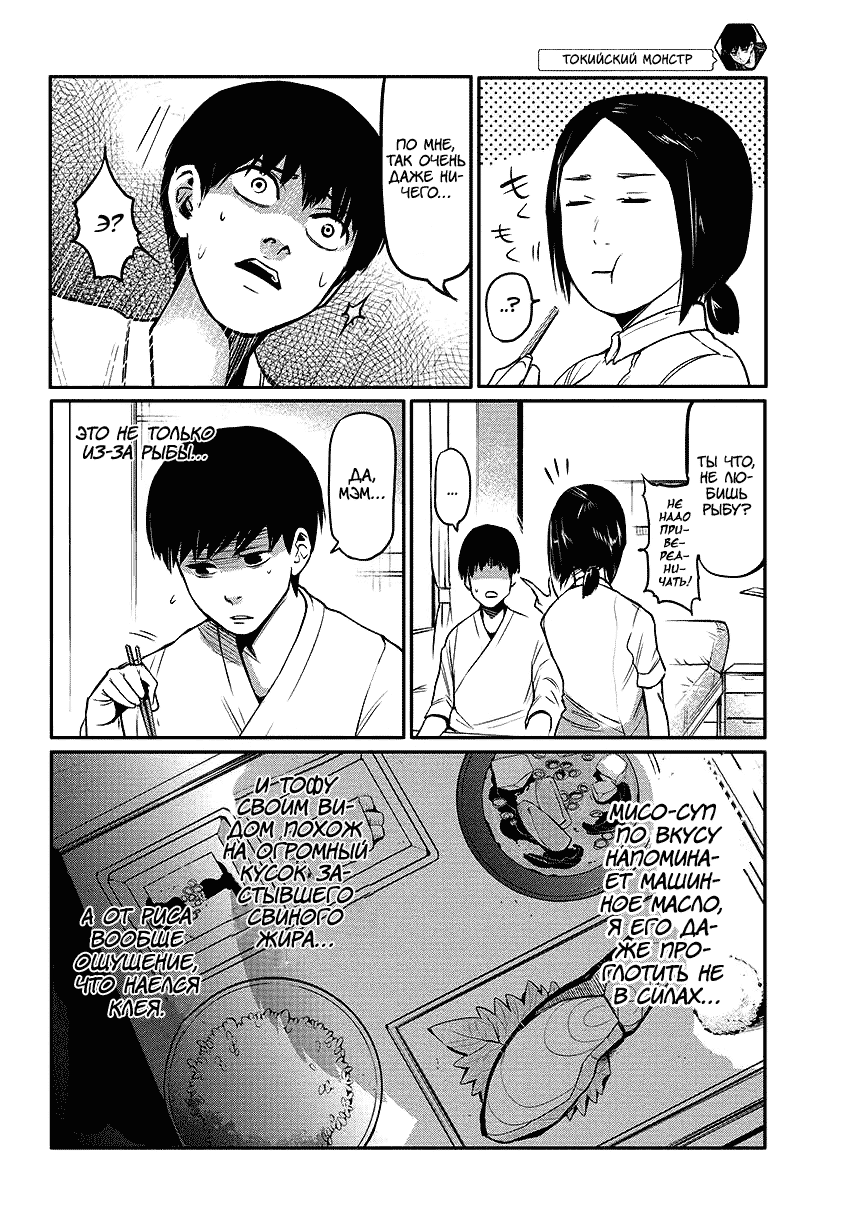 ТОКИЙСКИЙ МОНСТР
もく
もく
..?
ПО МНЕ,
ТАК ОЧЕНЬ
ДАЖЕ НИ-
ЧЕГО...
Э?
ТЫ ЧТО,
НЕ ЛЮ-
БИШЬ
РЫБУ?
НЕ
НАДО
ПРИ-
ВЕ-
РЕД-
НИ-
ЧАТЬ!
...
ДА,
МЭМ...
ЭТО НЕ ТОЛЬКО
ИЗ-ЗА РЫБЫ...
МИСО-СУП
ПО ВКУСУ
НАПОМИНА-
ЕТ МАШИН-
НОЕ МАСЛО,
Я ЕГО ДА-
ЖЕ ПРО-
ГЛОТИТЬ НЕ
В СИЛАХ...
И ТОФУ
СВОИМ ВИ-
ДОМ ПОХОЖ
НА ОГРОМНЫЙ
КУСОК ЗА-
СТЫВШЕГО
СВИНОГО
ЖИРА...
А ОТ РИСА
ВООБЩЕ
ОЩУЩЕНИЕ,
ЧТО НАЕЛСЯ
КЛЕЯ.